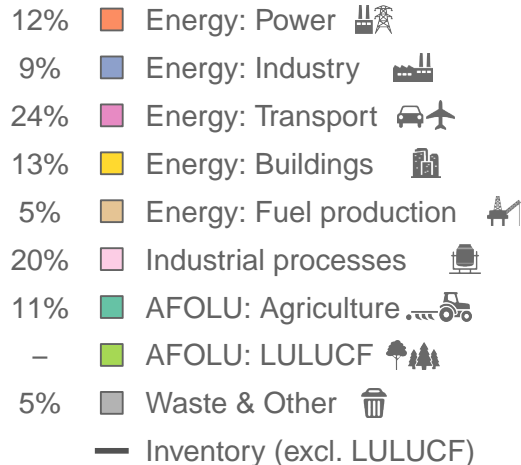 12% Energy: Power
9% Energy: Industry
24% Energy: Transport
13% Energy: Buildings
5% Energy: Fuel production
20% Industrial processes
11% AFOLU: Agriculture
– AFOLU: LULUCF
5% Waste & Other
Inventory (excl. LULUCF)